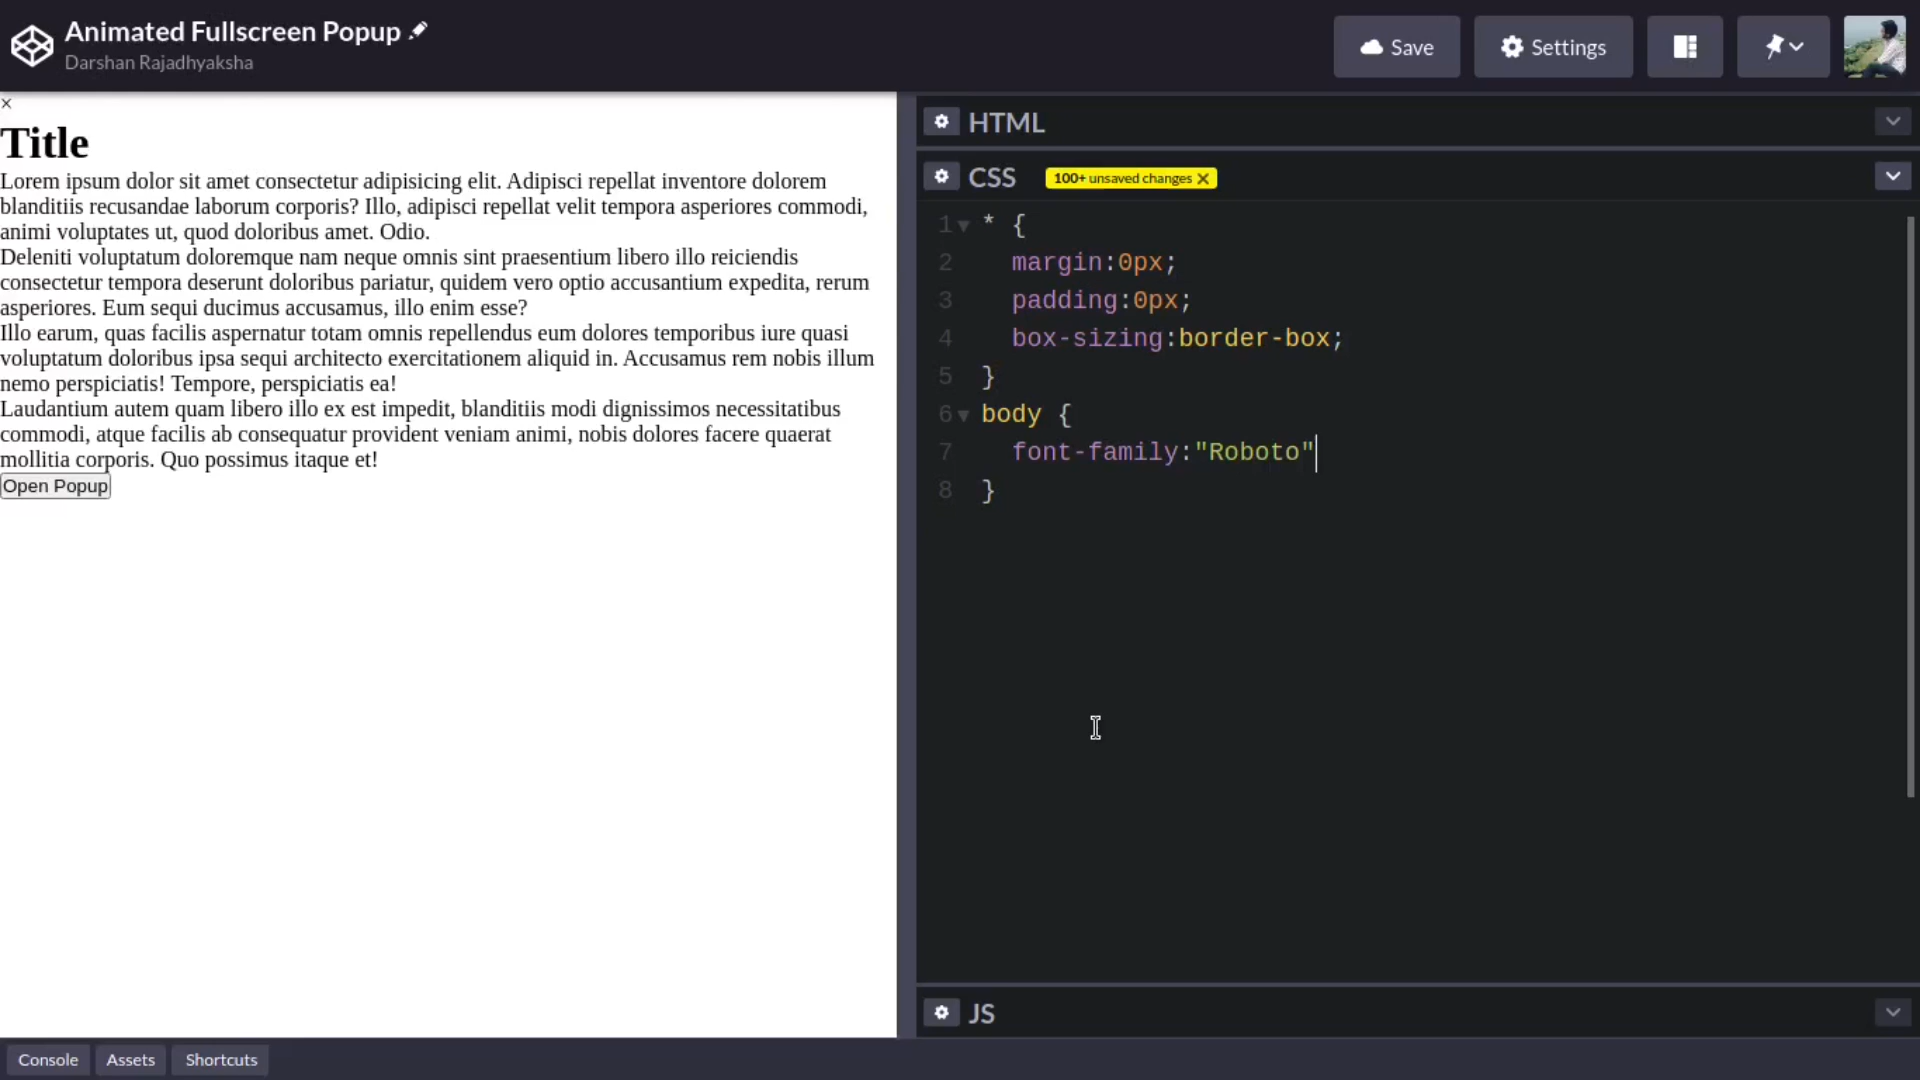 Animated Fullscreen Popup
Darshan Rajadhyaksha
Save
Settings
×
Title
Lorem ipsum dolor sit amet consectetur adipisicing elit. Adipisci repellat inventore dolorem
blanditiis recusandae laborum corporis? Illo, adipisci repellat velit tempora asperiores commodi,
animi voluptates ut, quod doloribus amet. Odio.
Deleniti voluptatum doloremque nam neque omnis sint praesentium libero illo reiciendis
consectetur tempora deserunt doloribus pariatur, quidem vero optio accusantium expedita, rerum
asperiores. Eum sequi ducimus accusamus, illo enim esse?
Illo earum, quas facilis aspernatur totam omnis repellendus eum dolores temporibus iure quasi
voluptatum doloribus ipsa sequi architecto exercitationem aliquid in. Accusamus rem nobis illum
nemo perspiciatis! Tempore, perspiciatis ea!
Laudantium autem quam libero illo ex est impedit, blanditiis modi dignissimos necessitatibus
commodi, atque facilis ab consequatur provident veniam animi, nobis dolores facere quaerat
mollitia corporis. Quo possimus itaque et!
Open Popup
HTML
CSS 100+ unsaved changes ×
1 * {
2 margin:0px;
3 padding:0px;
4 box-sizing:border-box;
5 }
6 body {
7 font-family:"Roboto"
8 }
JS
Console Assets Shortcuts